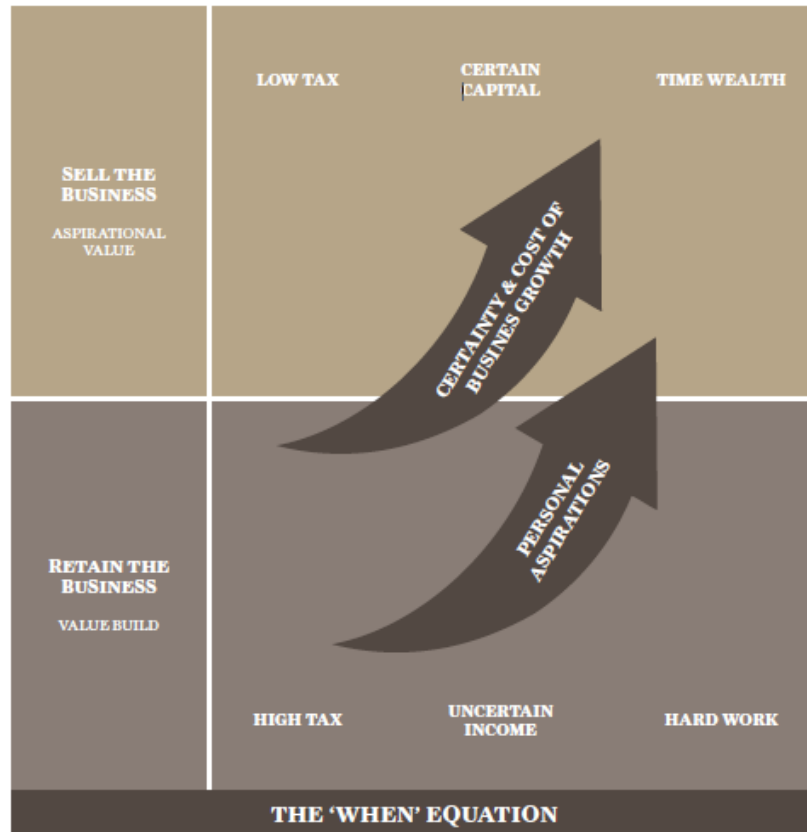 LOW TAX
CERTAIN
CAPITAL
TIME WEALTH
SELL THE
BUSINESS
ASPIRATIONAL
VALUE
CERTAINTY & COST OF
BUSINES GROWTH
PERSONAL
ASPIRATIONS
RETAIN THE
BUSINESS
VALUE BUILD
HIGH TAX
UNCERTAIN
INCOME
HARD WORK
THE ‘WHEN’ EQUATION